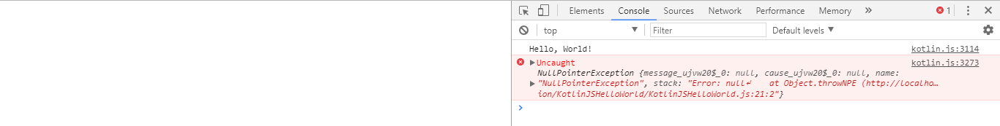 Elements Console Sources Network Performance Memory » 1
top Filter Default levels
Hello, World! kotlin.js:3114
Uncaught kotlin.js:3273
NullPointerException {message_ujvw20$_0: null, cause_ujvw20$_0: null, name:
"NullPointerException", stack: "Error: null↵    at Object.throwNPE (http://localho…
ion/KotlinJSHelloWorld/KotlinJSHelloWorld.js:21:2"}